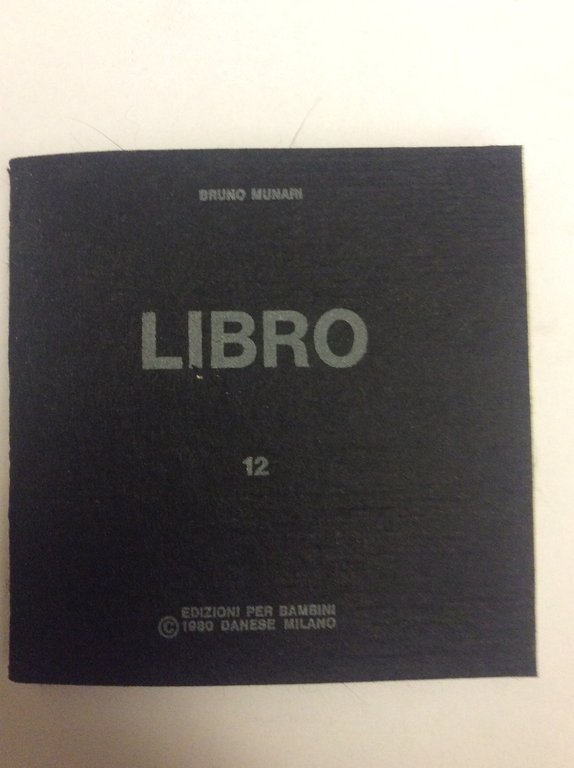 BRUNO MUNARI
LIBRO
12
EDIZIONI PER BAMBINI
© 1980 DANESE MILANO